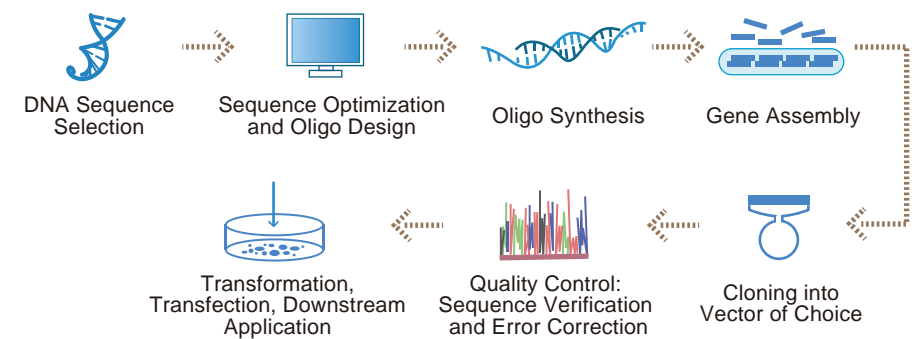 DNA Sequence
Selection
Sequence Optimization
and Oligo Design
Oligo Synthesis
Gene Assembly
Transformation,
Transfection, Downstream
Application
Quality Control:
Sequence Verification
and Error Correction
Cloning into
Vector of Choice